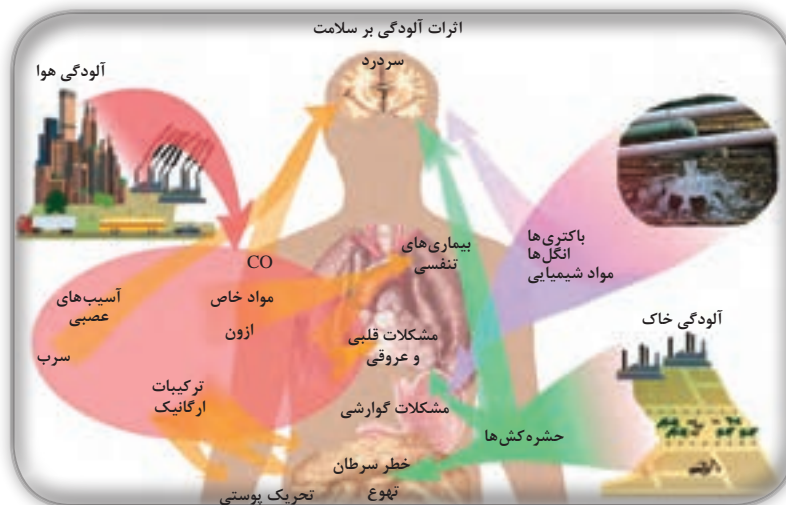 اثرات آلودگی بر سلامت
سردرد
آلودگی هوا
CO
مواد خاص
ازون
آسیب‌های
عصبی
سرب
ترکیبات
ارگانیک
بیماری‌های
تنفسی
مشکلات قلبی
و عروقی
مشکلات گوارشی
خطر سرطان
تهوع
تحریک پوستی
باکتری‌ها
انگل‌ها
مواد شیمیایی
آلودگی خاک
حشره‌کش‌ها